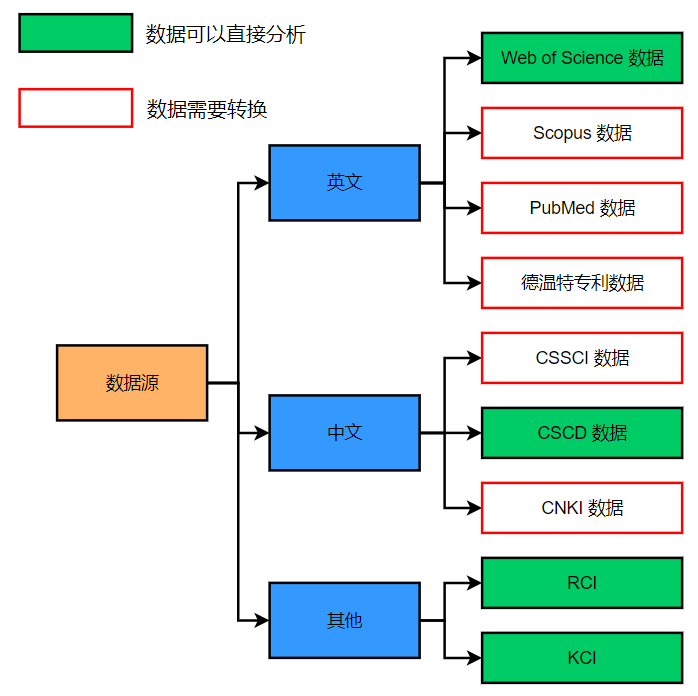 数据可以直接分析
数据需要转换
Web of Science 数据
Scopus 数据
英文
PubMed 数据
德温特专利数据
CSSCI 数据
数据源
中文
CSCD 数据
CNKI 数据
RCI
其他
KCI